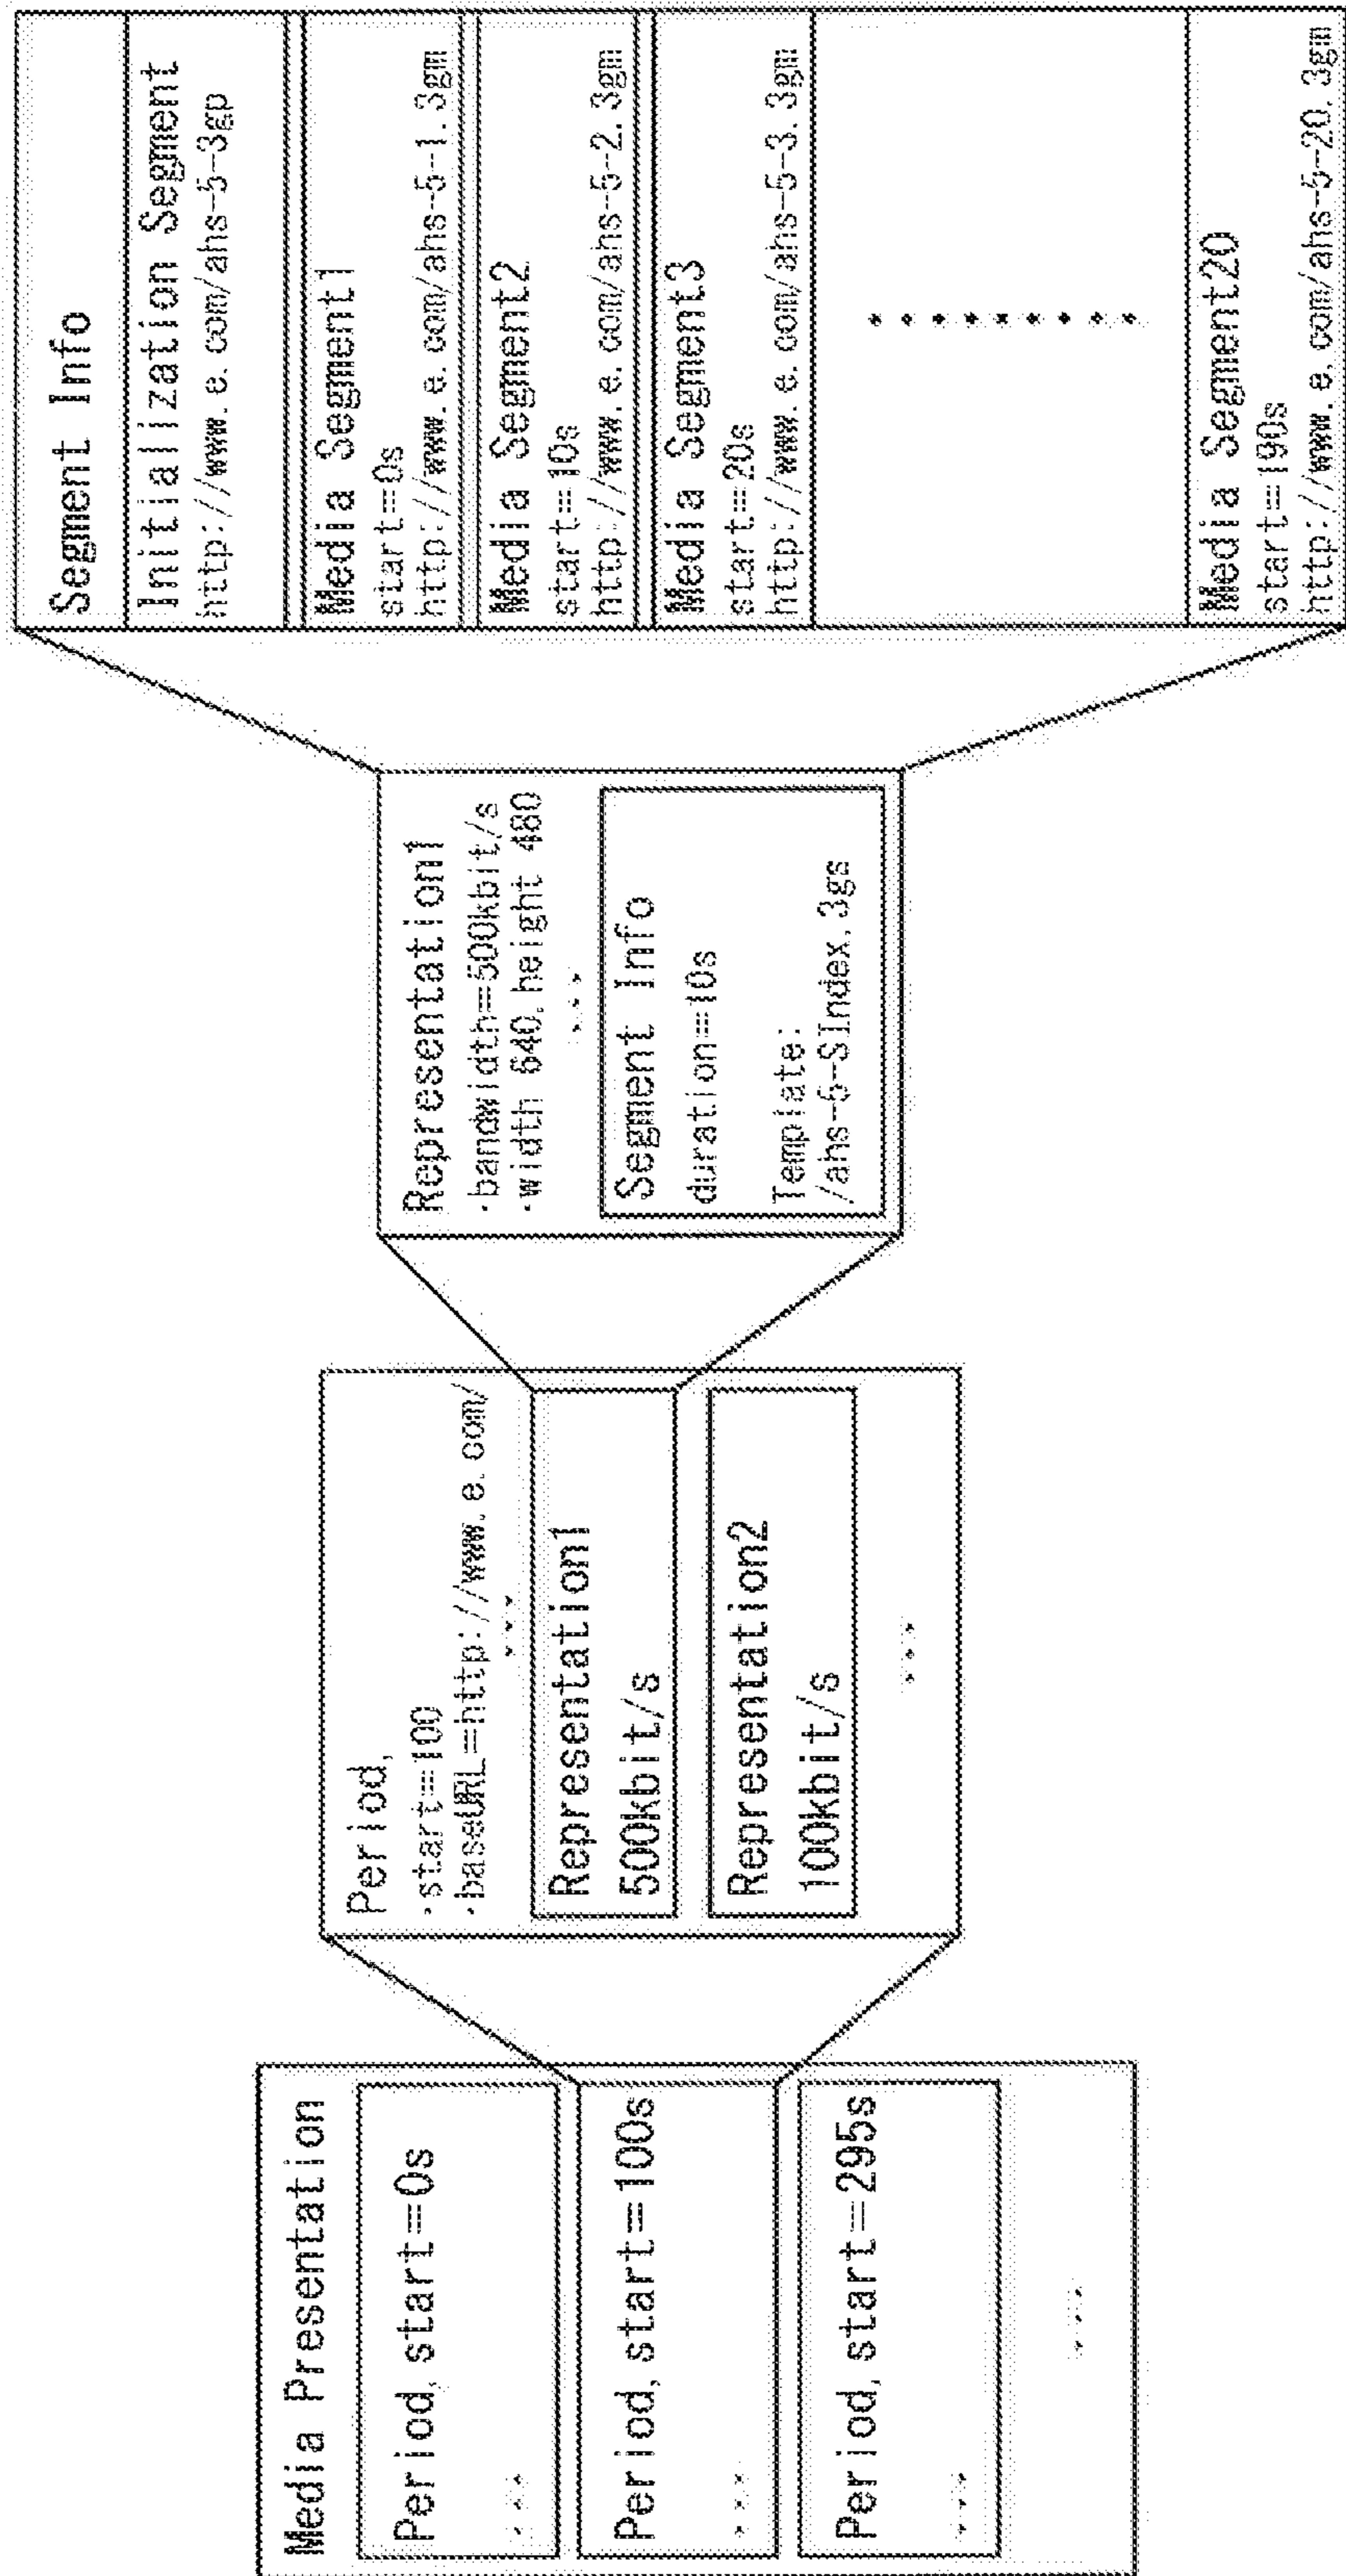 Media Presentation
Period, start=0s
...
Period, start=100s
...
Period, start=295s
...
...
Period,
·start=100
·baseURL=http://www.e.com/
...
Representation1
500kbit/s
Representation2
100kbit/s
...
Representation1
·bandwidth=500kbit/s
·width 640.height 480
...
Segment Info
duration=10s
Template:
/ahs-5-SIndex.3gs
Segment Info
Initialization Segment
http://www.e.com/ahs-5-3gp
Media Segment1
start=0s
http://www.e.com/ahs-5-1.3gm
Media Segment2
start=10s
http://www.e.com/ahs-5-2.3gm
Media Segment3
start=20s
http://www.e.com/ahs-5-3.3gm
Media Segment20
start=190s
http://www.e.com/ahs-5-20.3gm